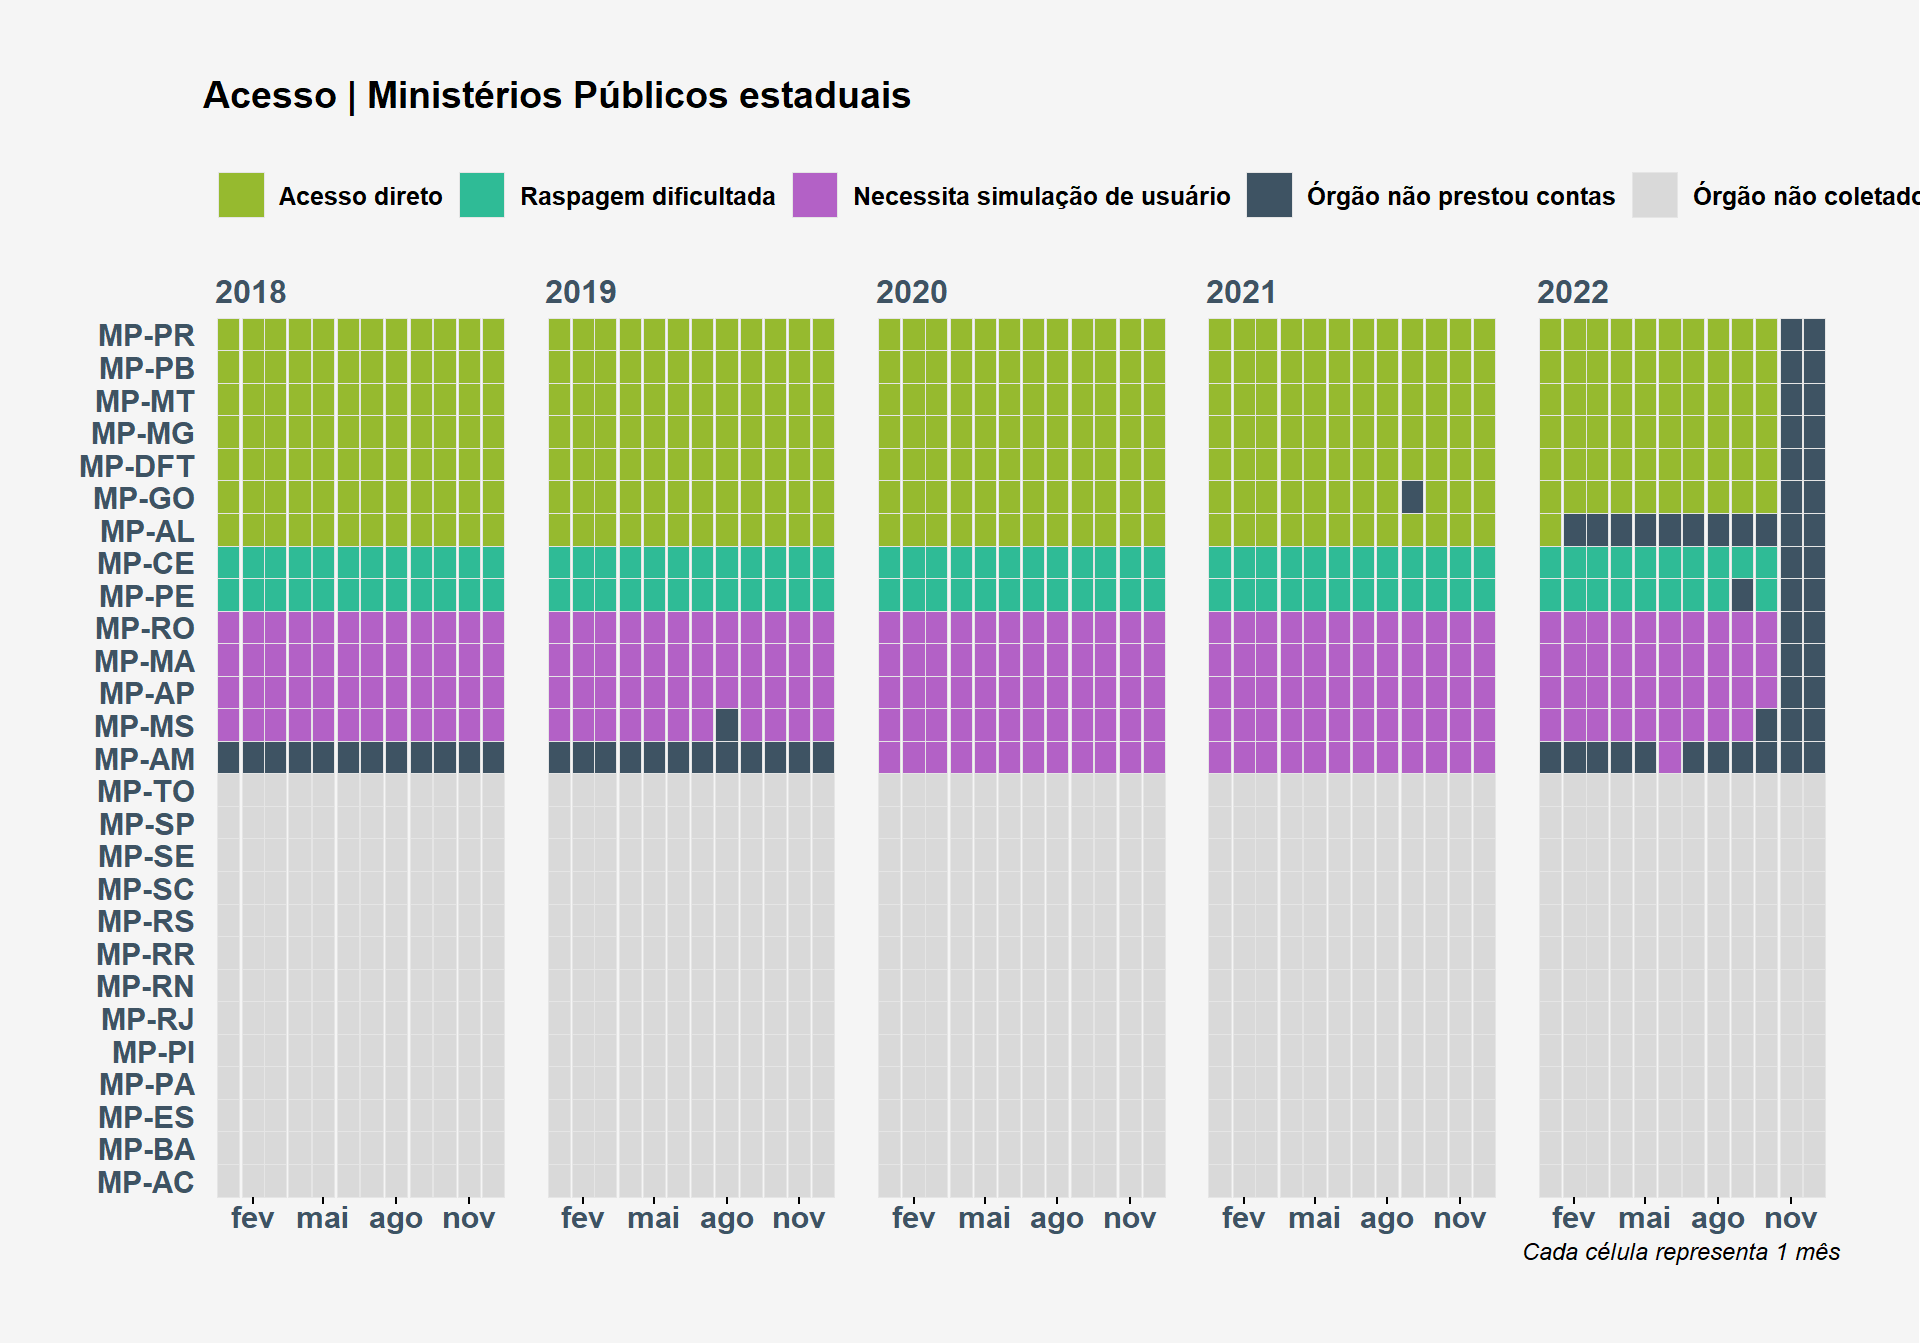 Acesso | Ministérios Públicos estaduais
Acesso direto Raspagem dificultada Necessita simulação de usuário Órgão não prestou contas Órgão não coletado
2018 2019 2020 2021 2022
MP-PR
MP-PB
MP-MT
MP-MG
MP-DFT
MP-GO
MP-AL
MP-CE
MP-PE
MP-RO
MP-MA
MP-AP
MP-MS
MP-AM
MP-TO
MP-SP
MP-SE
MP-SC
MP-RS
MP-RR
MP-RN
MP-RJ
MP-PI
MP-PA
MP-ES
MP-BA
MP-AC
fev mai ago nov fev mai ago nov fev mai ago nov fev mai ago nov fev mai ago nov
Cada célula representa 1 mês